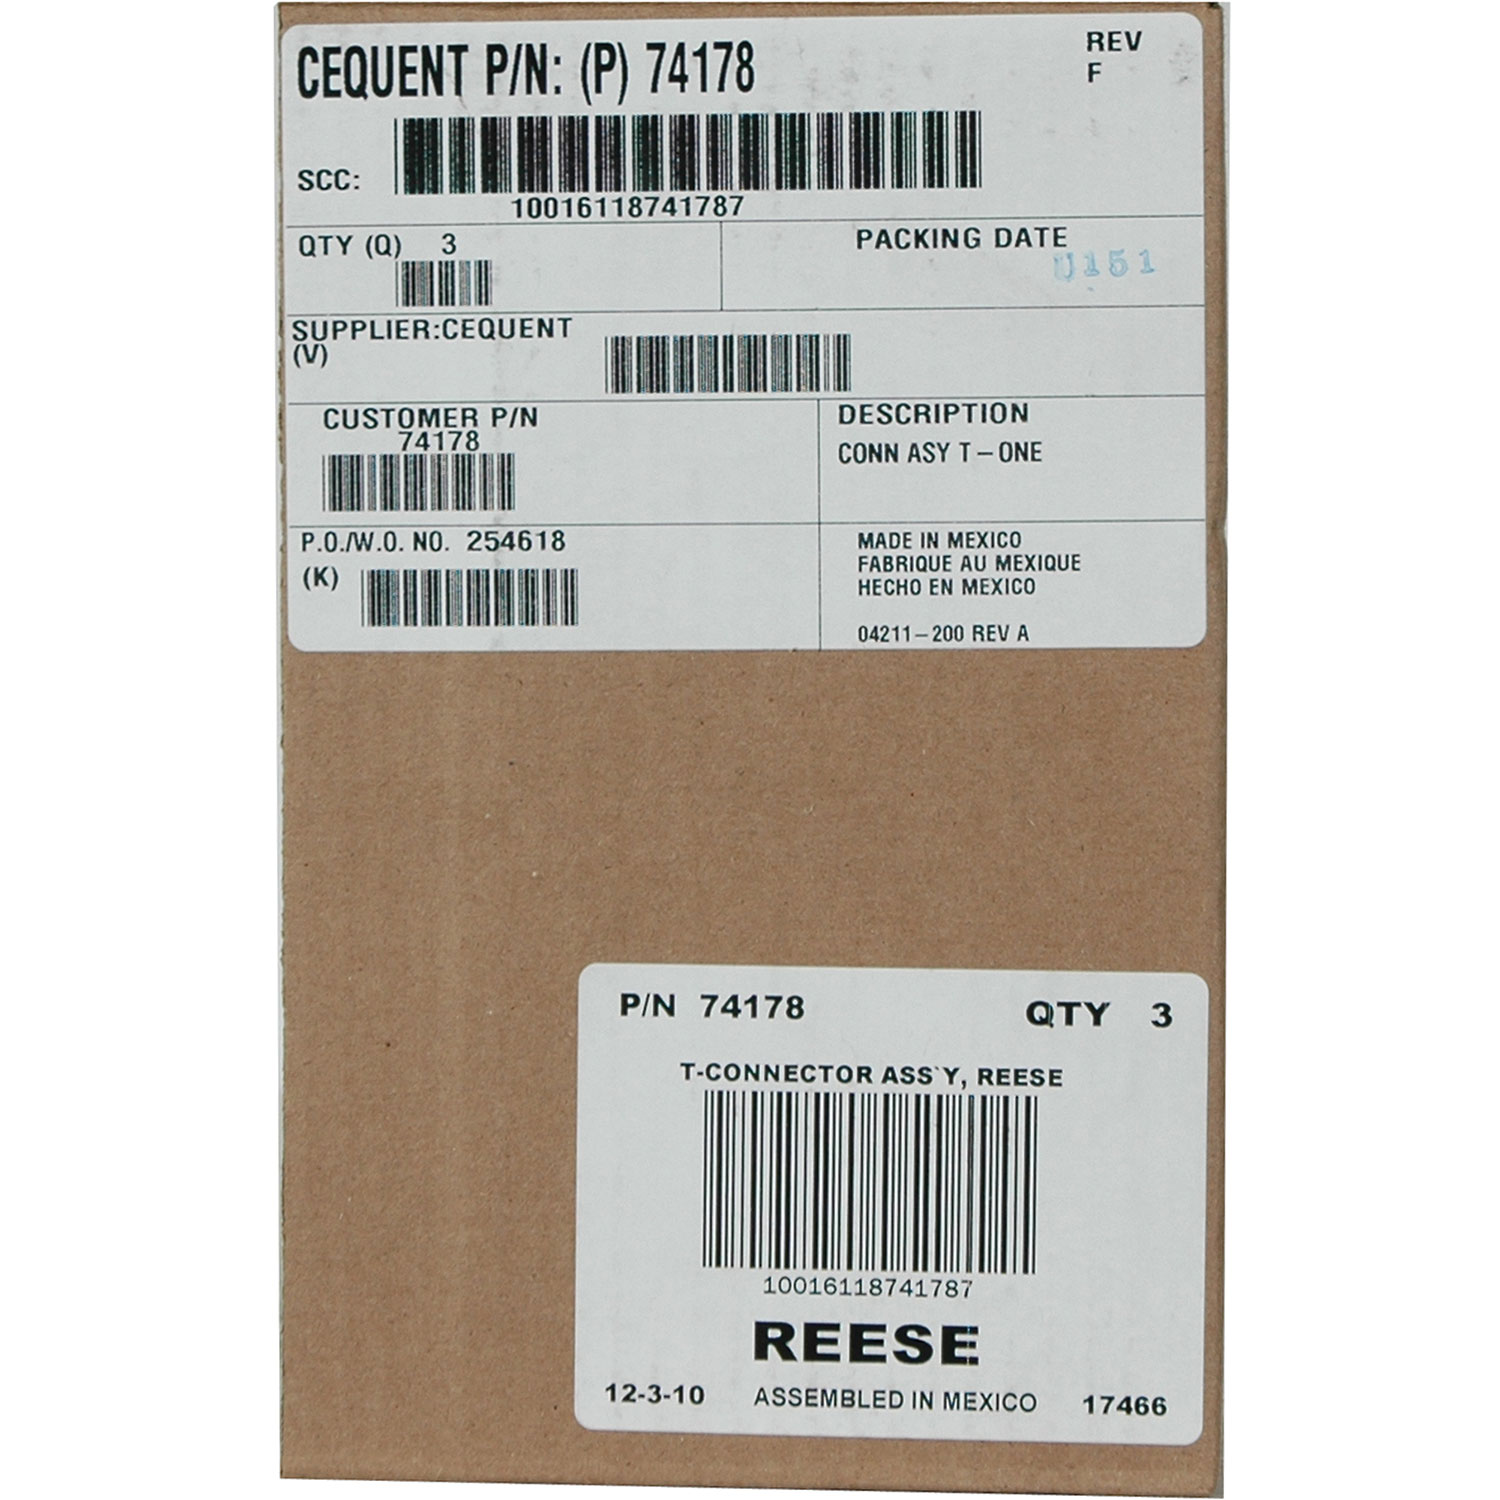 CEQUENT P/N: (P) 74178
REV
F
SCC:
10016118741787
QTY (Q) 3
PACKING DATE
U151
SUPPLIER:CEQUENT
(V)
CUSTOMER P/N
74178
DESCRIPTION
CONN ASY T-ONE
P.O./W.O. NO. 254618
(K)
MADE IN MEXICO
FABRIQUE AU MEXIQUE
HECHO EN MEXICO
04211-200 REV A
P/N 74178 QTY 3
T-CONNECTOR ASS`Y, REESE
10016118741787
REESE
12-3-10 ASSEMBLED IN MEXICO 17466